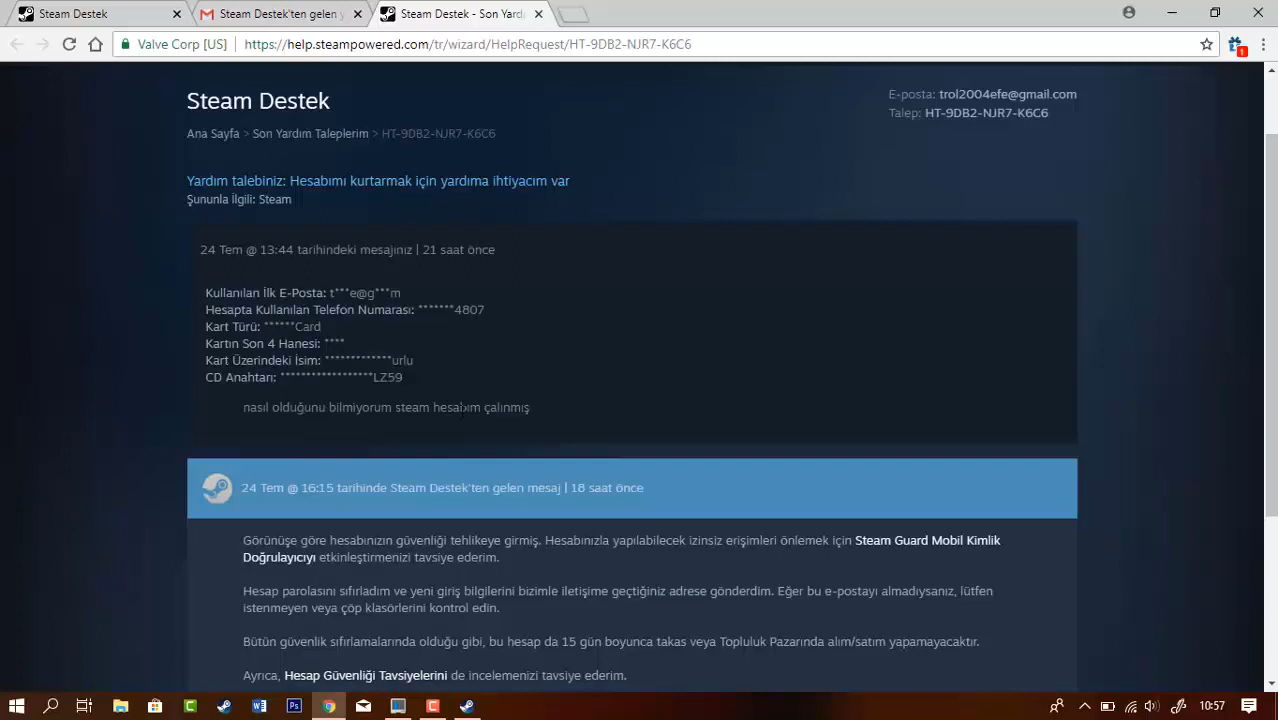 Steam Destek
Steam Destek'ten gelen y
Steam Destek - Son Yardı
Valve Corp [US]
https://help.steampowered.com/tr/wizard/HelpRequest/HT-9DB2-NJR7-K6C6
1
Steam Destek
E-posta: trol2004efe@gmail.com
Talep: HT-9DB2-NJR7-K6C6
Ana Sayfa > Son Yardım Taleplerim > HT-9DB2-NJR7-K6C6
Yardım talebiniz: Hesabımı kurtarmak için yardıma ihtiyacım var
Şununla İlgili: Steam
24 Tem @ 13:44 tarihindeki mesajınız | 21 saat önce
Kullanılan İlk E-Posta: t***e@g***m
Hesapta Kullanılan Telefon Numarası: *******4807
Kart Türü: ******Card
Kartın Son 4 Hanesi: ****
Kart Üzerindeki İsim: *************urlu
CD Anahtarı: ******************LZ59
nasıl olduğunu bilmiyorum steam hesabım çalınmış
24 Tem @ 16:15 tarihinde Steam Destek'ten gelen mesaj | 18 saat önce
Görünüşe göre hesabınızın güvenliği tehlikeye girmiş. Hesabınızla yapılabilecek izinsiz erişimleri önlemek için Steam Guard Mobil Kimlik
Doğrulayıcıyı etkinleştirmenizi tavsiye ederim.
Hesap parolasını sıfırladım ve yeni giriş bilgilerini bizimle iletişime geçtiğiniz adrese gönderdim. Eğer bu e-postayı almadıysanız, lütfen
istenmeyen veya çöp klasörlerini kontrol edin.
Bütün güvenlik sıfırlamalarında olduğu gibi, bu hesap da 15 gün boyunca takas veya Topluluk Pazarında alım/satım yapamayacaktır.
Ayrıca, Hesap Güvenliği Tavsiyelerini de incelemenizi tavsiye ederim.
10:57